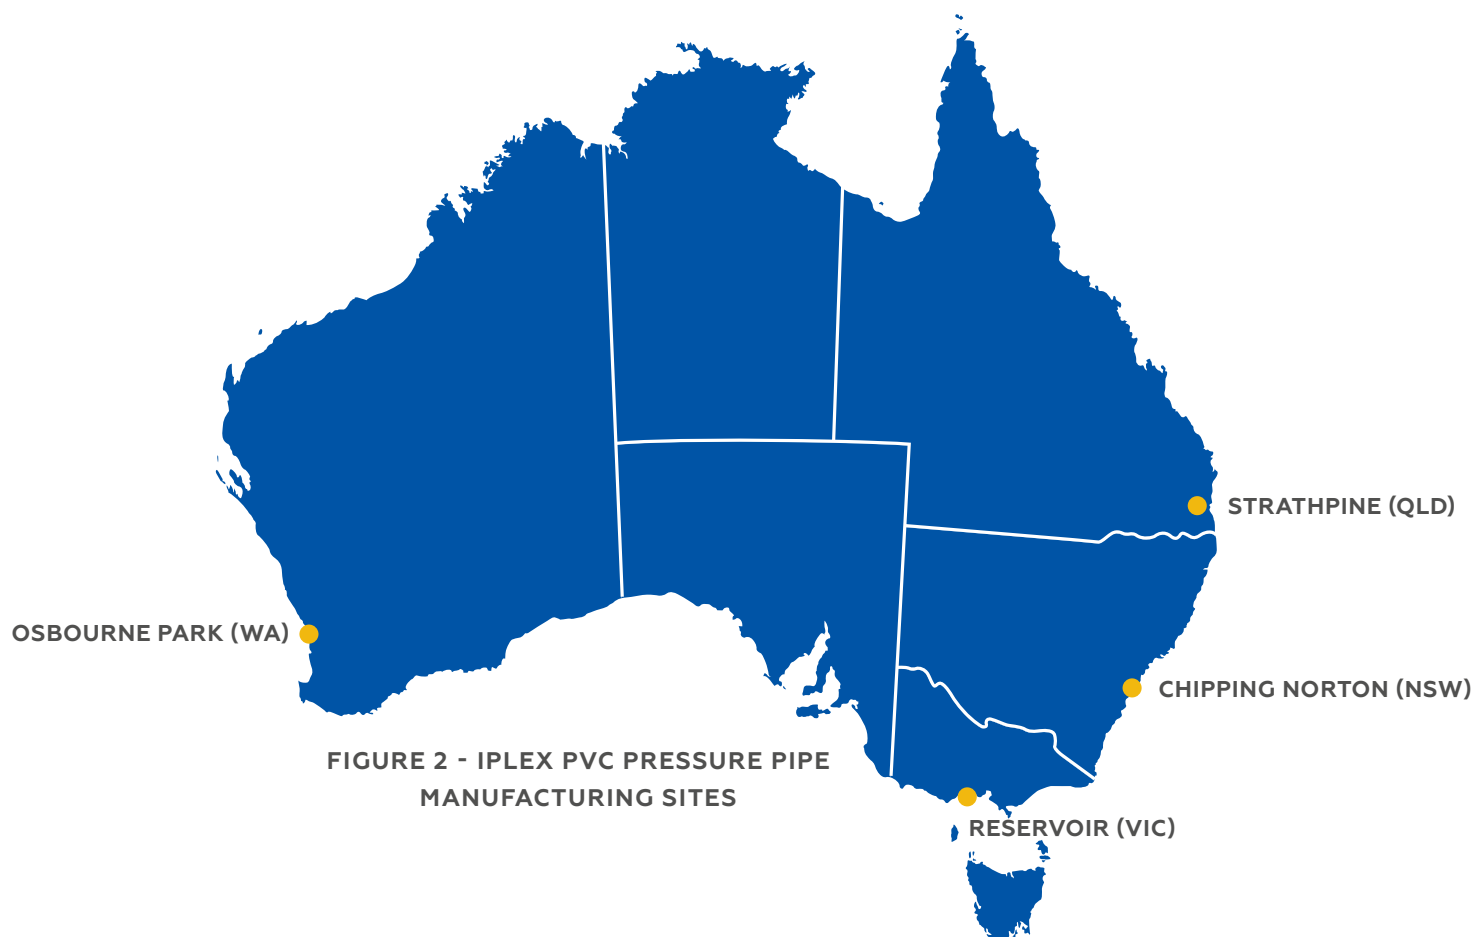 STRATHPINE (QLD)
OSBOURNE PARK (WA)
CHIPPING NORTON (NSW)
FIGURE 2 - IPLEX PVC PRESSURE PIPE
MANUFACTURING SITES
RESERVOIR (VIC)